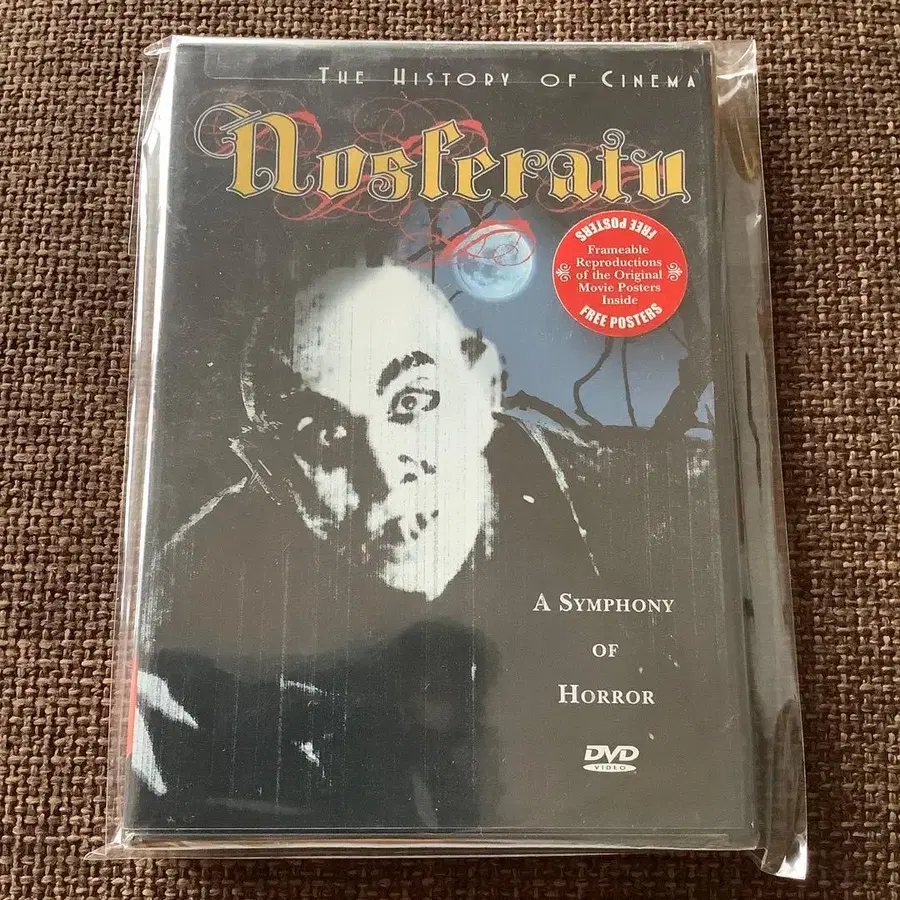 THE HISTORY OF CINEMA
Nosferatu
FREE POSTERS
Frameable
Reproductions
of the Original
Movie Posters
Inside
FREE POSTERS
A SYMPHONY
OF
HORROR
DVD
VIDEO